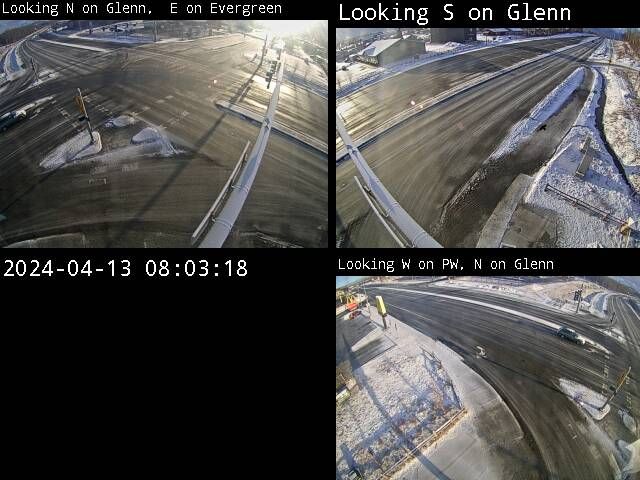 Looking N on Glenn,  E on Evergreen
Looking S on Glenn
2024-04-13 08:03:18
Looking W on PW, N on Glenn